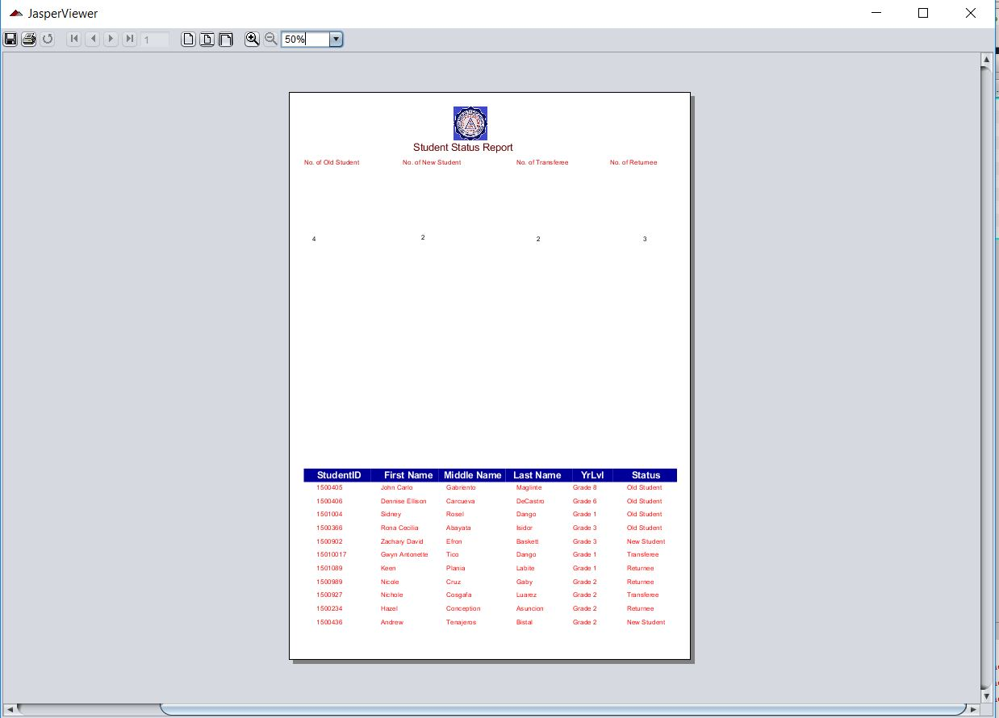 JasperViewer
1 50%
Student Status Report
No. of Old Student No. of New Student No. of Transferee No. of Returnee
4 2 2 3
StudentID First Name Middle Name Last Name YrLvl Status
1500405 John Carlo Gabriento Maglinte Grade 8 Old Student
1500406 Dennise Ellison Carcueva DeCastro Grade 6 Old Student
1501004 Sidney Rosel Dango Grade 1 Old Student
1500366 Rona Cecilia Abayata Isidor Grade 3 Old Student
1500902 Zachary David Efron Baskett Grade 3 New Student
15010017 Gwyn Antonette Tico Dango Grade 1 Transferee
1501089 Keen Plania Labite Grade 1 Returnee
1500989 Nicole Cruz Gaby Grade 2 Returnee
1500927 Nichole Cosgafa Luarez Grade 2 Transferee
1500234 Hazel Conception Asuncion Grade 2 Returnee
1500436 Andrew Tenajeros Bistal Grade 2 New Student